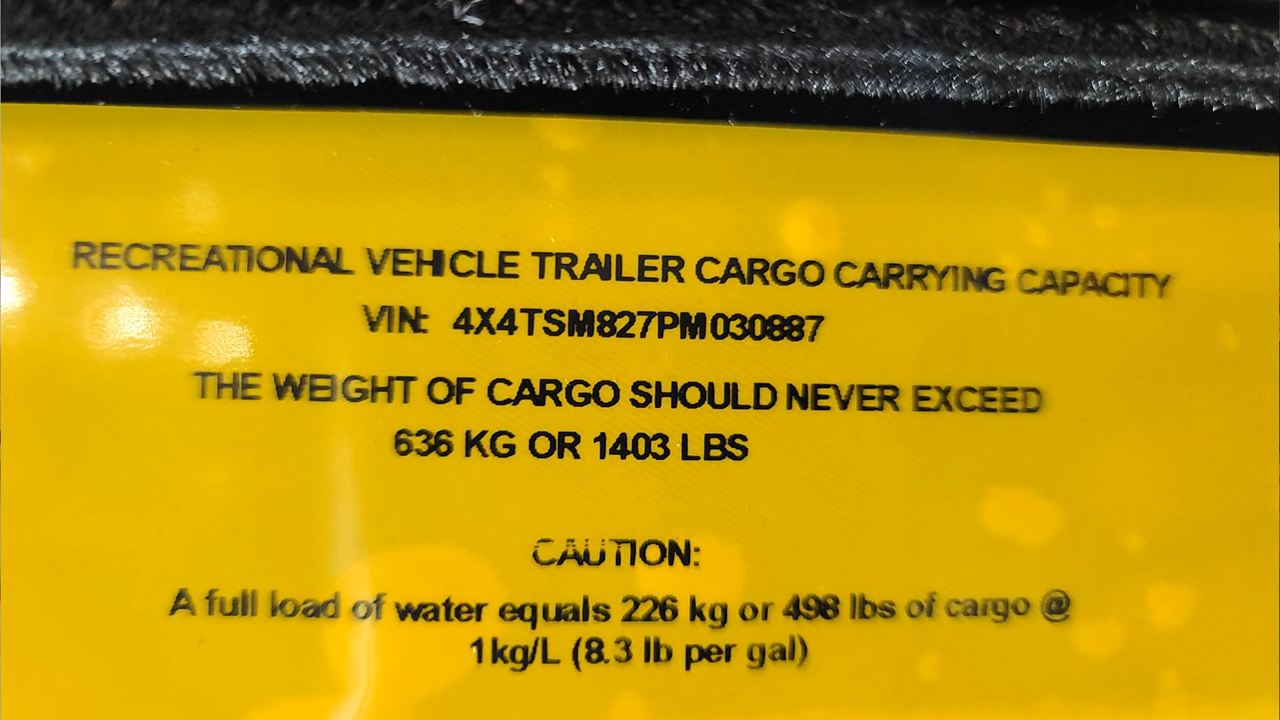 RECREATIONAL VEHICLE TRAILER CARGO CARRYING CAPACITY
VIN: 4X4TSM827PM030887
THE WEIGHT OF CARGO SHOULD NEVER EXCEED
636 KG OR 1403 LBS
CAUTION:
A full load of water equals 226 kg or 498 lbs of cargo @
1kg/L (8.3 lb per gal)